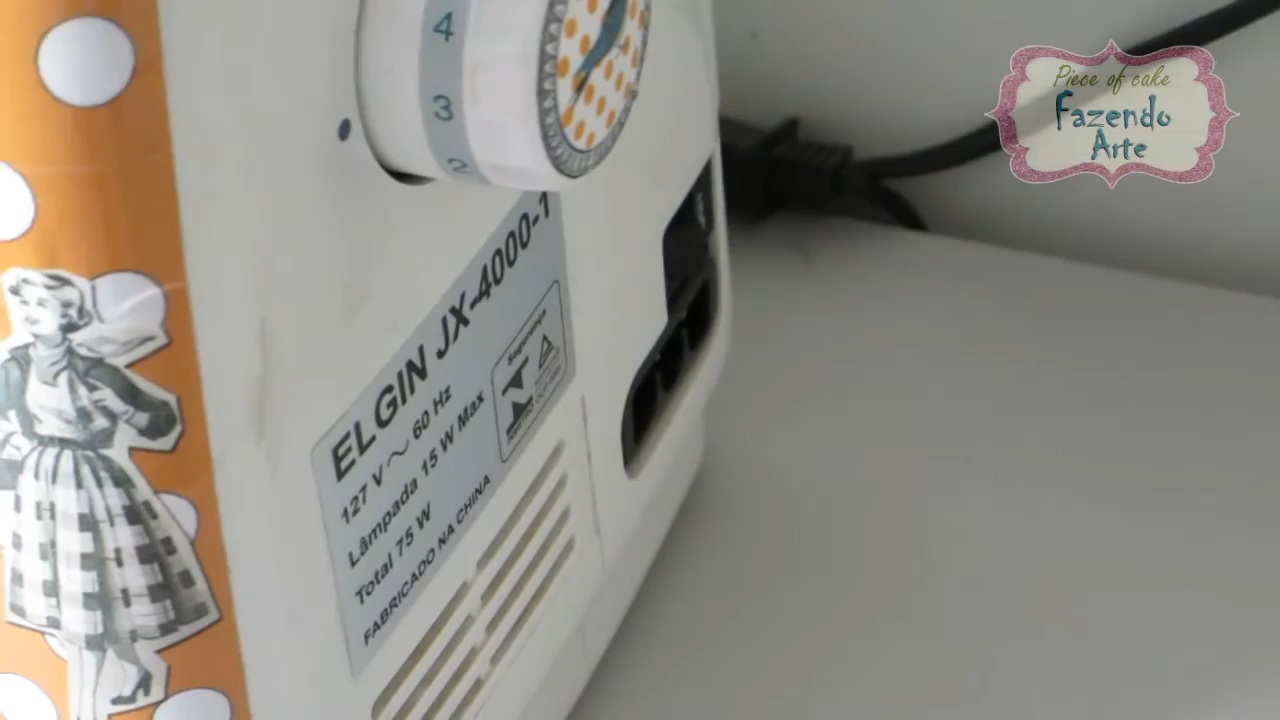 4
3
2
Piece of cake
Fazendo
Arte
ELGIN JX-4000-1
127 V ~ 60 Hz
Lâmpada 15 W Max
Total 75 W
FABRICADO NA CHINA
Segurança